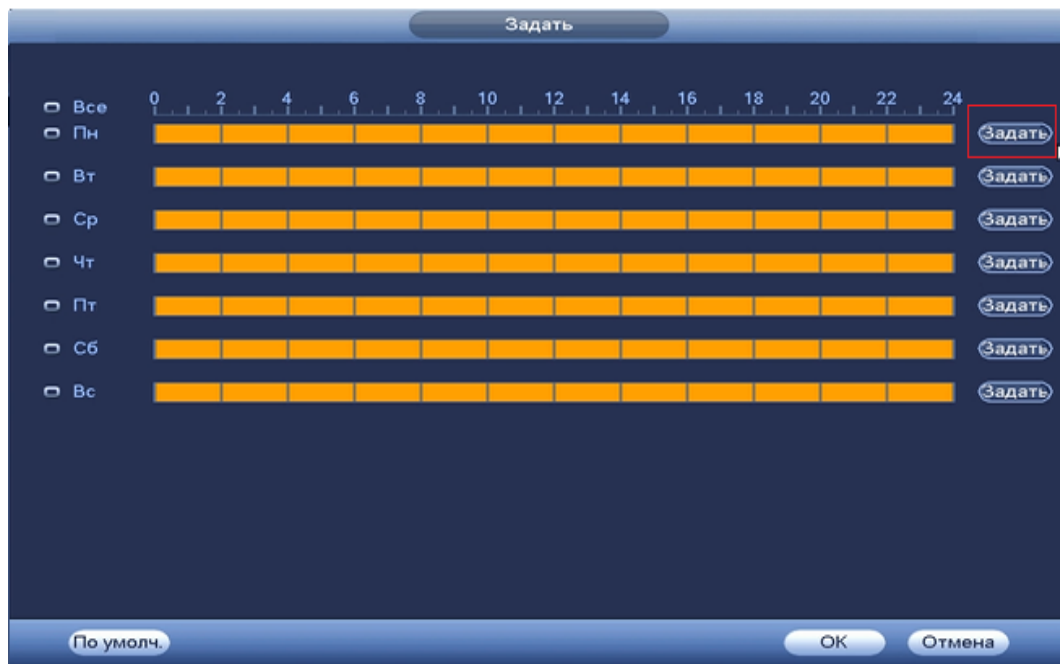 Задать
Все 0 2 4 6 8 10 12 14 16 18 20 22 24
Пн Задать
Вт Задать
Ср Задать
Чт Задать
Пт Задать
Сб Задать
Вс Задать
По умолч. OK Отмена